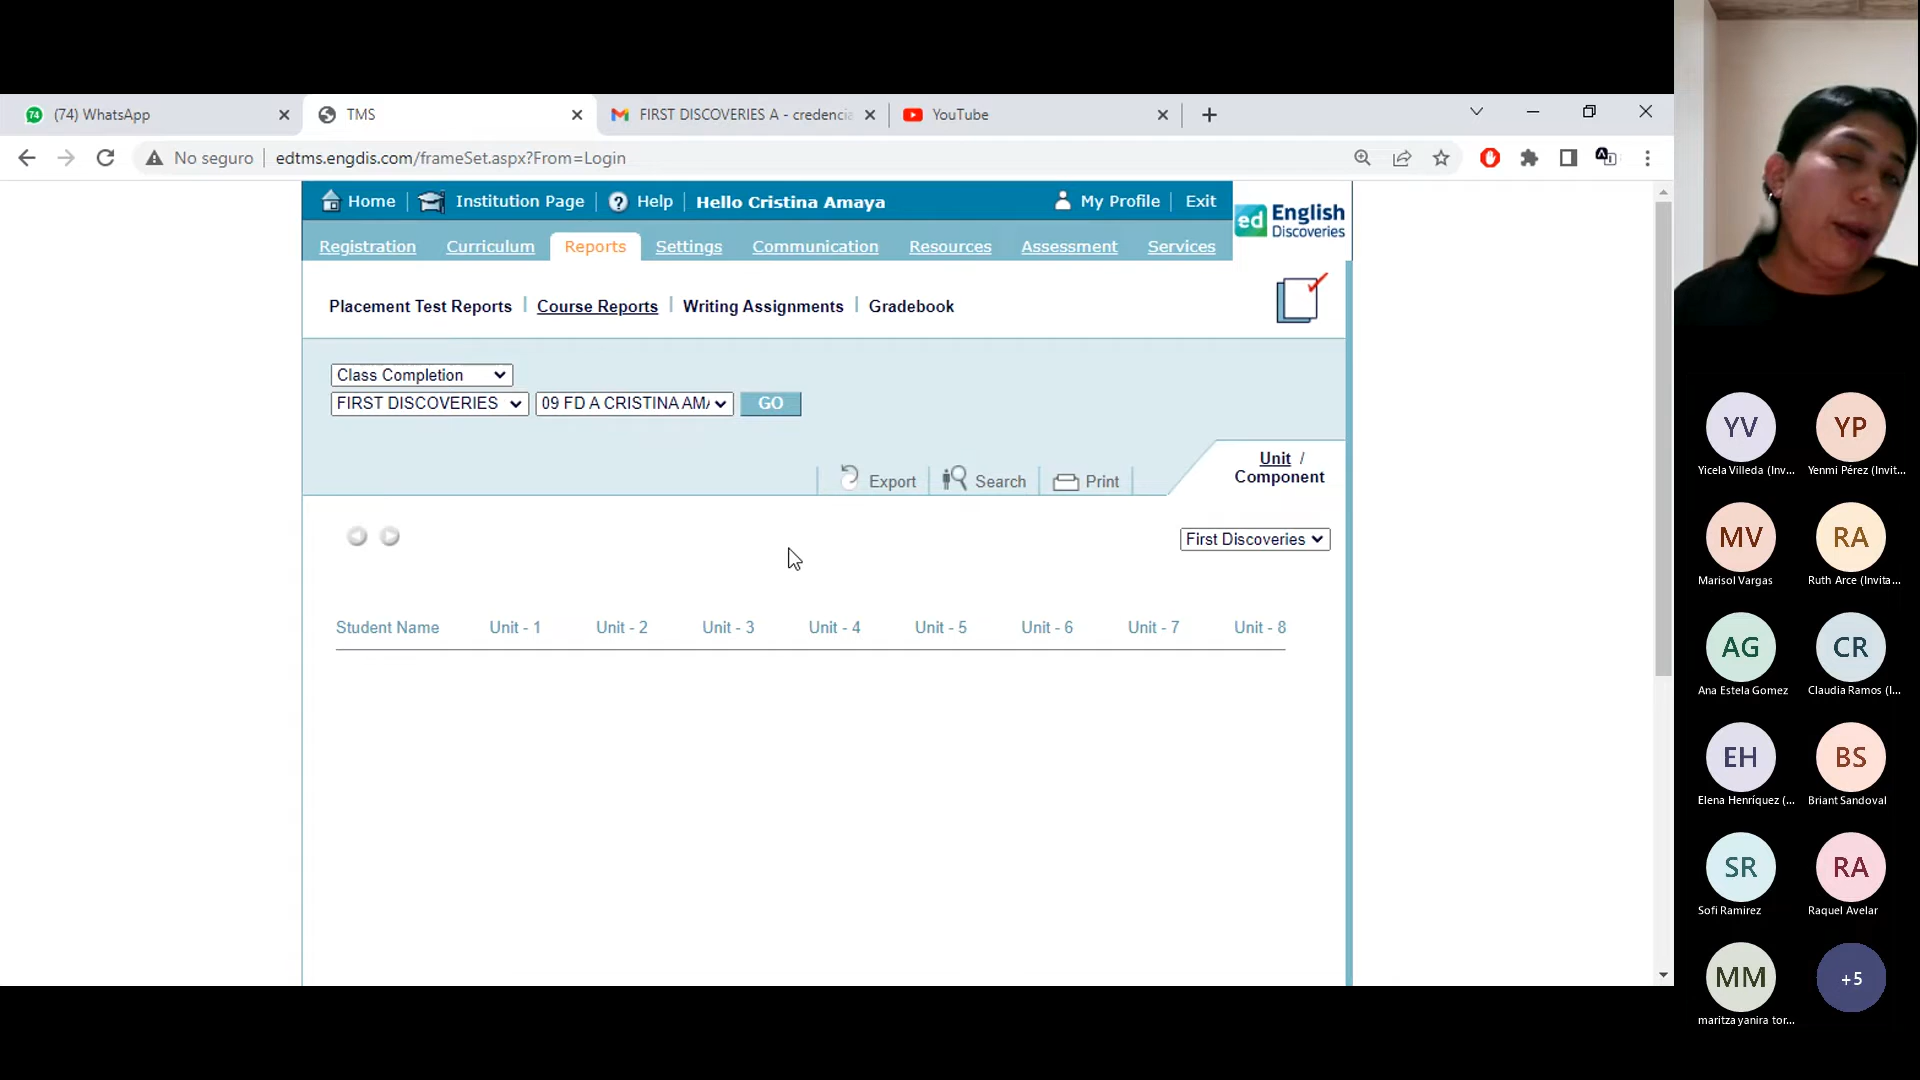 74 (74) WhatsApp
TMS
FIRST DISCOVERIES A - credencia
YouTube
No seguro
edtms.engdis.com/frameSet.aspx?From=Login
Home
Institution Page
Help
Hello Cristina Amaya
My Profile
Exit
ed English Discoveries
Registration
Curriculum
Reports
Settings
Communication
Resources
Assessment
Services
Placement Test Reports
Course Reports
Writing Assignments
Gradebook
Class Completion
FIRST DISCOVERIES
09 FD A CRISTINA AMA
GO
Export
Search
Print
Unit /
Component
First Discoveries
Student Name Unit - 1 Unit - 2 Unit - 3 Unit - 4 Unit - 5 Unit - 6 Unit - 7 Unit - 8
YV
YP
Yicela Villeda (Inv...
Yenmi Pérez (Invit...
MV
RA
Marisol Vargas
Ruth Arce (Invita...
AG
CR
Ana Estela Gomez
Claudia Ramos (I...
EH
BS
Elena Henríquez (...
Briant Sandoval
SR
RA
Sofi Ramirez
Raquel Avelar
MM
+5
maritza yanira tor...